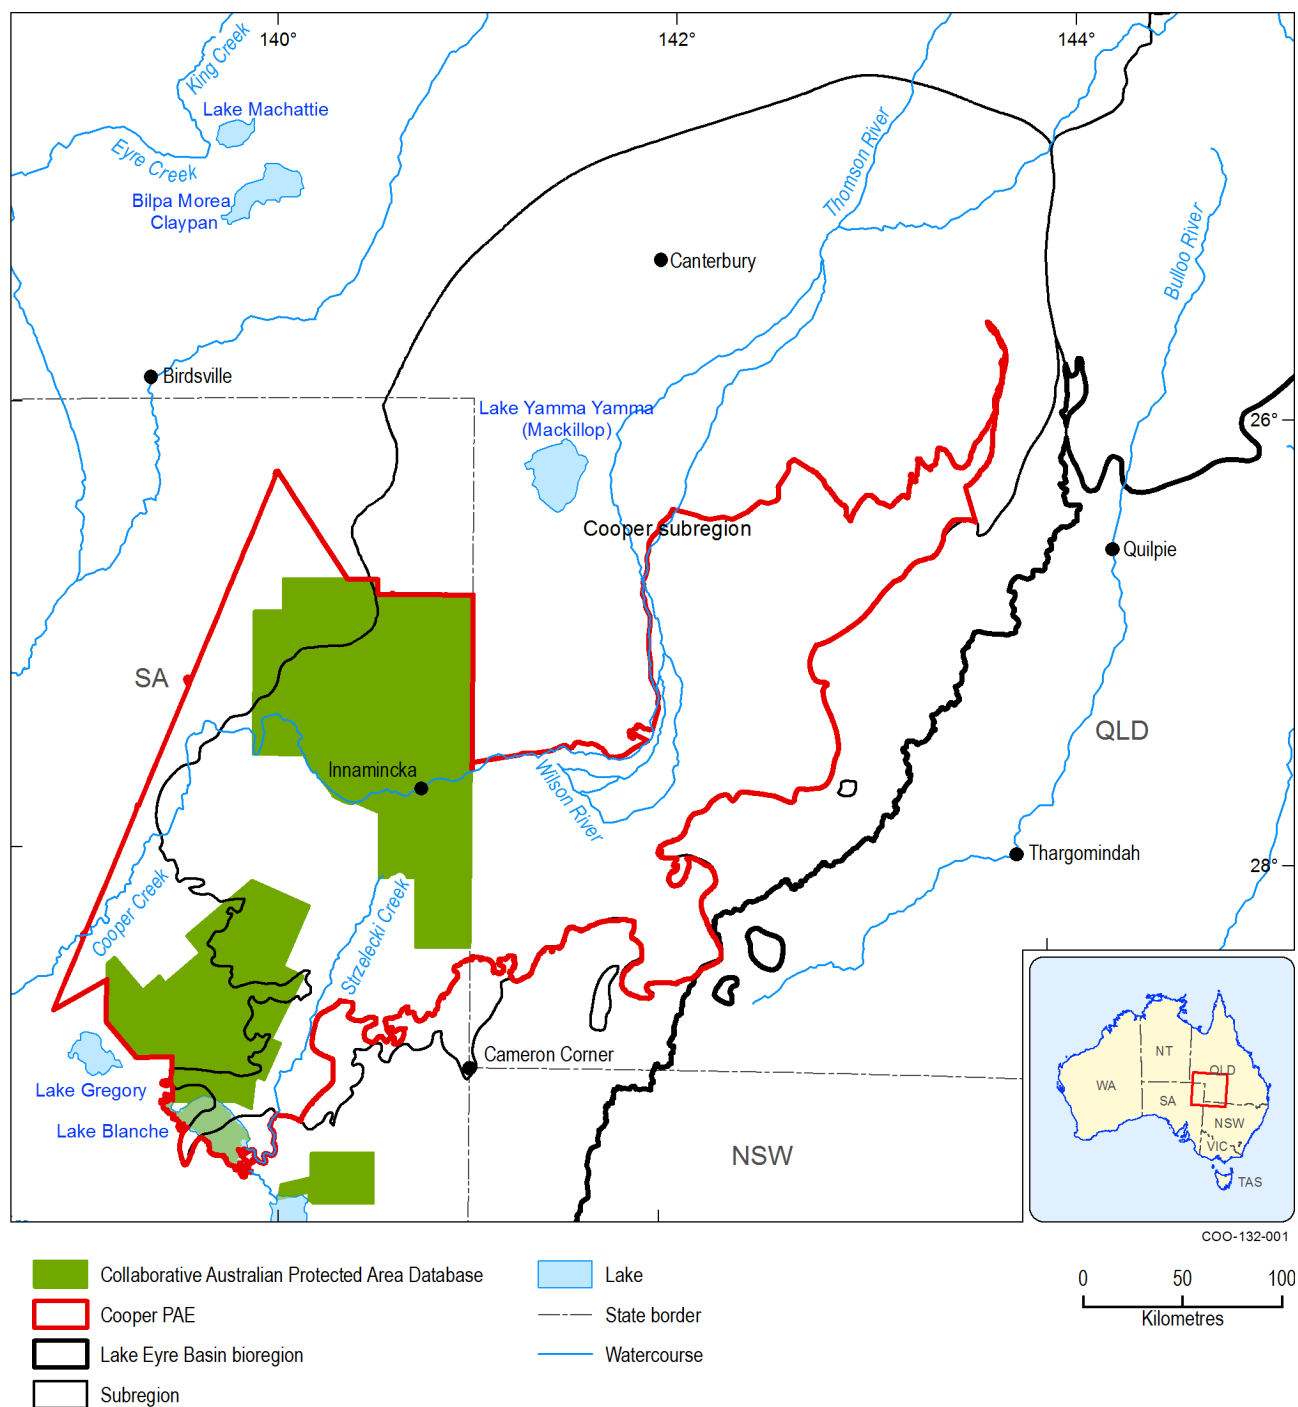 140°
142°
144°
King Creek
Lake Machattie
Eyre Creek
Bilpa Morea
Claypan
Thomson River
Bulloo River
Canterbury
Birdsville
Lake Yamma Yamma
(Mackillop)
26°
Cooper subregion
Quilpie
SA
QLD
Innamincka
Wilson River
Thargomindah
28°
Cooper Creek
Strzelecki Creek
Cameron Corner
Lake Gregory
Lake Blanche
NSW
NT
QLD
WA
SA
NSW
VIC
TAS
COO-132-001
Collaborative Australian Protected Area Database
Cooper PAE
Lake Eyre Basin bioregion
Subregion
Lake
State border
Watercourse
0 50 100
Kilometres